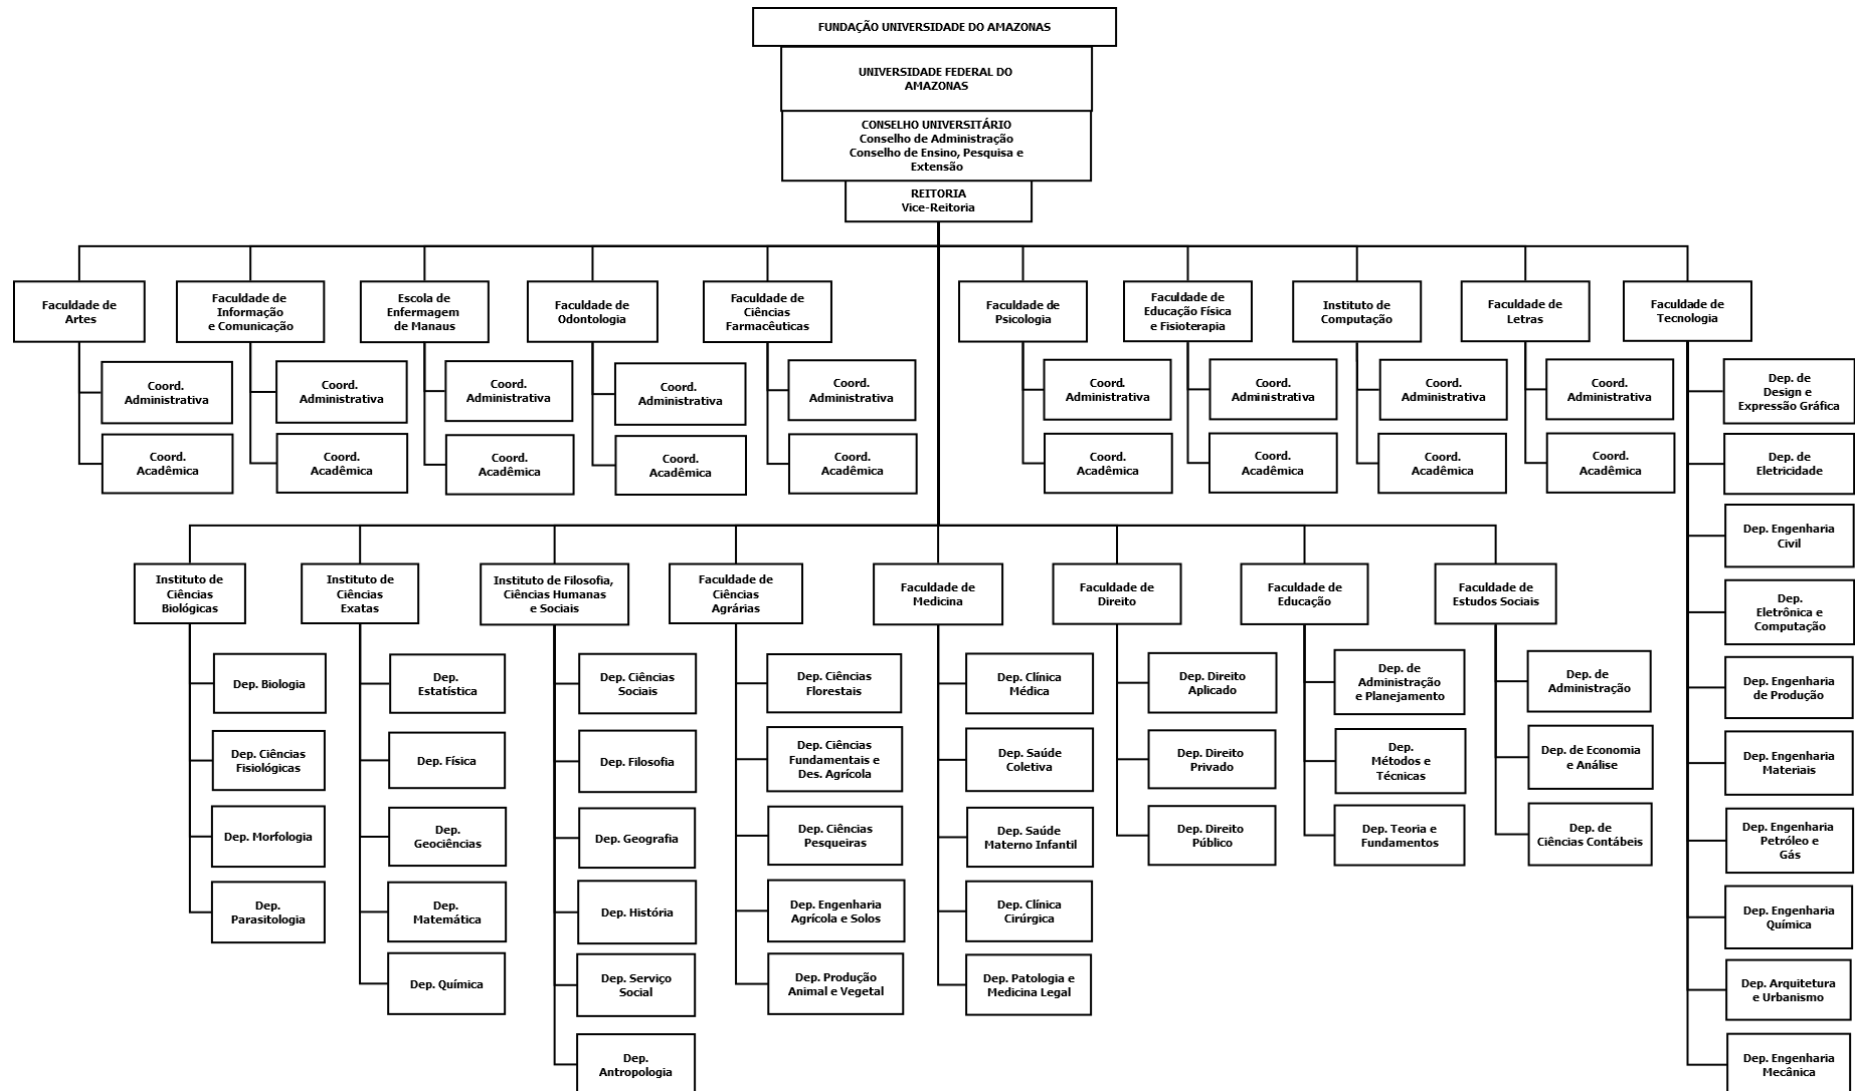 FUNDAÇÃO UNIVERSIDADE DO AMAZONAS
UNIVERSIDADE FEDERAL DO
AMAZONAS
CONSELHO UNIVERSITÁRIO
Conselho de Administração
Conselho de Ensino, Pesquisa e
Extensão
REITORIA
Vice-Reitoria
Faculdade de
Artes
Faculdade de
Informação
e Comunicação
Escola de
Enfermagem
de Manaus
Faculdade de
Odontologia
Faculdade de
Ciências
Farmacêuticas
Faculdade de
Psicologia
Faculdade de
Educação Física
e Fisioterapia
Instituto de
Computação
Faculdade de
Letras
Faculdade de
Tecnologia
Coord.
Administrativa
Coord.
Administrativa
Coord.
Administrativa
Coord.
Administrativa
Coord.
Administrativa
Coord.
Administrativa
Coord.
Administrativa
Coord.
Administrativa
Coord.
Administrativa
Coord.
Acadêmica
Coord.
Acadêmica
Coord.
Acadêmica
Coord.
Acadêmica
Coord.
Acadêmica
Coord.
Acadêmica
Coord.
Acadêmica
Coord.
Acadêmica
Coord.
Acadêmica
Dep. de
Design e
Expressão Gráfica
Dep. de
Eletricidade
Dep. Engenharia
Civil
Dep.
Eletrônica e
Computação
Dep. Engenharia
de Produção
Dep. Engenharia
Materiais
Dep. Engenharia
Petróleo e
Gás
Dep. Engenharia
Química
Dep. Arquitetura
e Urbanismo
Dep. Engenharia
Mecânica
Instituto de
Ciências
Biológicas
Dep. Biologia
Dep. Ciências
Fisiológicas
Dep. Morfologia
Dep.
Parasitologia
Instituto de
Ciências
Exatas
Dep.
Estatística
Dep. Física
Dep.
Geociências
Dep.
Matemática
Dep. Química
Instituto de Filosofia,
Ciências Humanas
e Sociais
Dep. Ciências
Sociais
Dep. Filosofia
Dep. Geografia
Dep. História
Dep. Serviço
Social
Dep.
Antropologia
Faculdade de
Ciências
Agrárias
Dep. Ciências
Florestais
Dep. Ciências
Fundamentais e
Des. Agrícola
Dep. Ciências
Pesqueiras
Dep. Engenharia
Agrícola e Solos
Dep. Produção
Animal e Vegetal
Faculdade de
Medicina
Dep. Clínica
Médica
Dep. Saúde
Coletiva
Dep. Saúde
Materno Infantil
Dep. Clínica
Cirúrgica
Dep. Patologia e
Medicina Legal
Faculdade de
Direito
Dep. Direito
Aplicado
Dep. Direito
Privado
Dep. Direito
Público
Faculdade de
Educação
Dep. de
Administração
e Planejamento
Dep.
Métodos e
Técnicas
Dep. Teoria e
Fundamentos
Faculdade de
Estudos Sociais
Dep. de
Administração
Dep. de Economia
e Análise
Dep. de
Ciências Contábeis